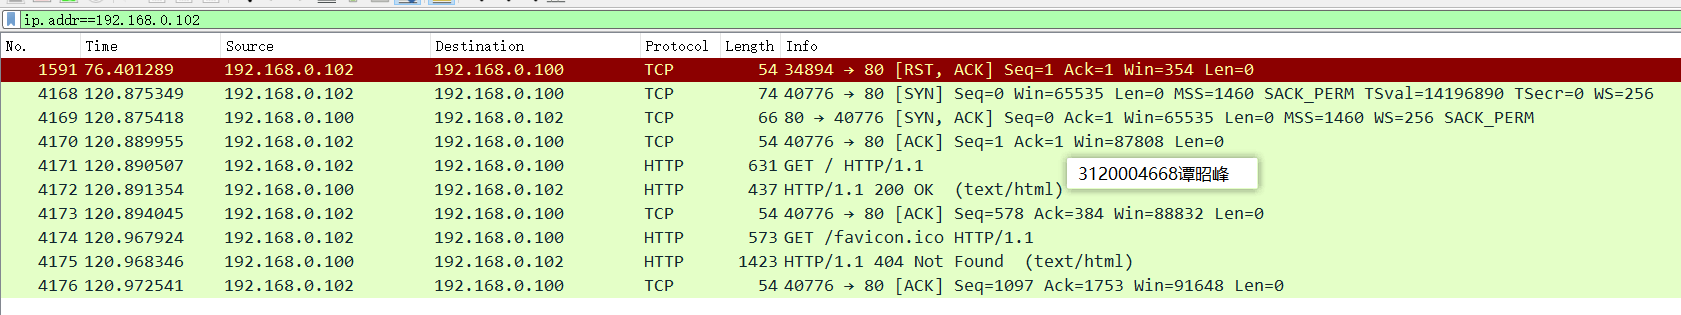 ip.addr==192.168.0.102
No. Time Source Destination Protocol Length Info
1591 76.401289 192.168.0.102 192.168.0.100 TCP 54 34894 → 80 [RST, ACK] Seq=1 Ack=1 Win=354 Len=0
4168 120.875349 192.168.0.102 192.168.0.100 TCP 74 40776 → 80 [SYN] Seq=0 Win=65535 Len=0 MSS=1460 SACK_PERM TSval=14196890 TSecr=0 WS=256
4169 120.875418 192.168.0.100 192.168.0.102 TCP 66 80 → 40776 [SYN, ACK] Seq=0 Ack=1 Win=65535 Len=0 MSS=1460 WS=256 SACK_PERM
4170 120.889955 192.168.0.102 192.168.0.100 TCP 54 40776 → 80 [ACK] Seq=1 Ack=1 Win=87808 Len=0
4171 120.890507 192.168.0.102 192.168.0.100 HTTP 631 GET / HTTP/1.1
3120004668谭昭峰
4172 120.891354 192.168.0.100 192.168.0.102 HTTP 437 HTTP/1.1 200 OK (text/html)
4173 120.894045 192.168.0.102 192.168.0.100 TCP 54 40776 → 80 [ACK] Seq=578 Ack=384 Win=88832 Len=0
4174 120.967924 192.168.0.102 192.168.0.100 HTTP 573 GET /favicon.ico HTTP/1.1
4175 120.968346 192.168.0.100 192.168.0.102 HTTP 1423 HTTP/1.1 404 Not Found (text/html)
4176 120.972541 192.168.0.102 192.168.0.100 TCP 54 40776 → 80 [ACK] Seq=1097 Ack=1753 Win=91648 Len=0